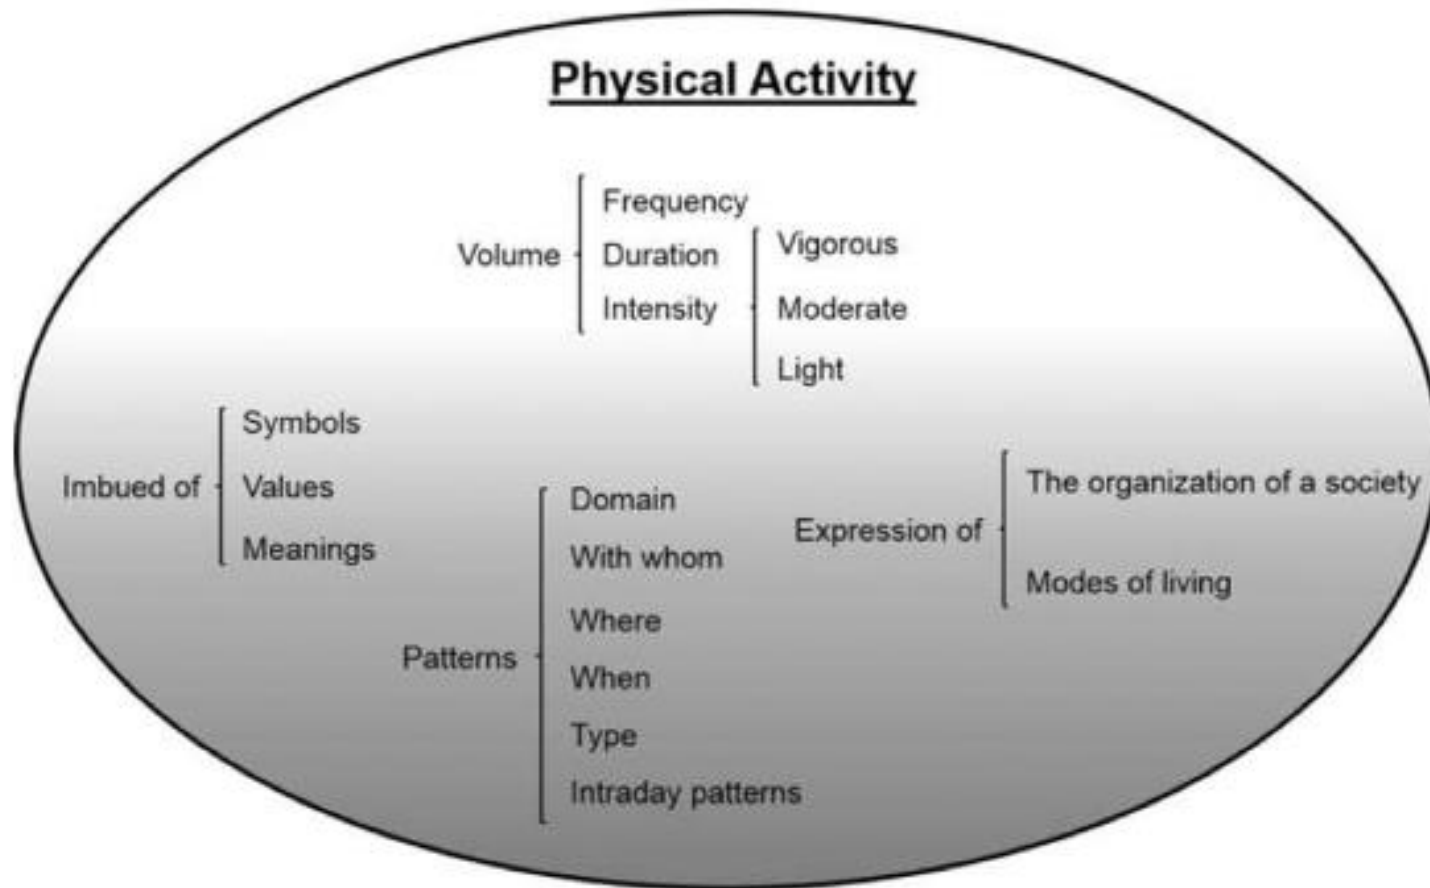 Physical Activity
Volume
Frequency
Duration
Intensity
Vigorous
Moderate
Light
Imbued of
Symbols
Values
Meanings
Patterns
Domain
With whom
Where
When
Type
Intraday patterns
Expression of
The organization of a society
Modes of living